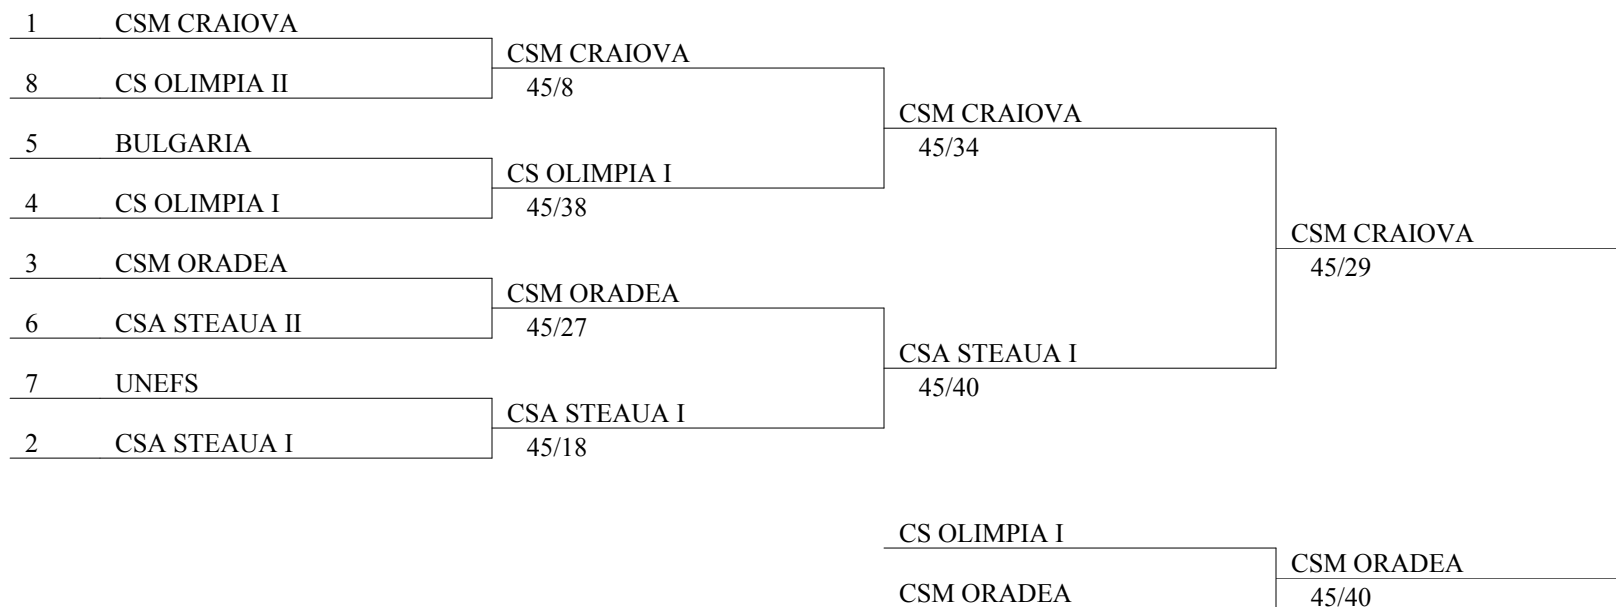 1 CSM CRAIOVA
CSM CRAIOVA
8 CS OLIMPIA II
45/8
CSM CRAIOVA
5 BULGARIA
45/34
CS OLIMPIA I
4 CS OLIMPIA I
45/38
CSM CRAIOVA
3 CSM ORADEA
45/29
CSM ORADEA
6 CSA STEAUA II
45/27
CSA STEAUA I
7 UNEFS
45/40
CSA STEAUA I
2 CSA STEAUA I
45/18
CS OLIMPIA I
CSM ORADEA
CSM ORADEA
45/40